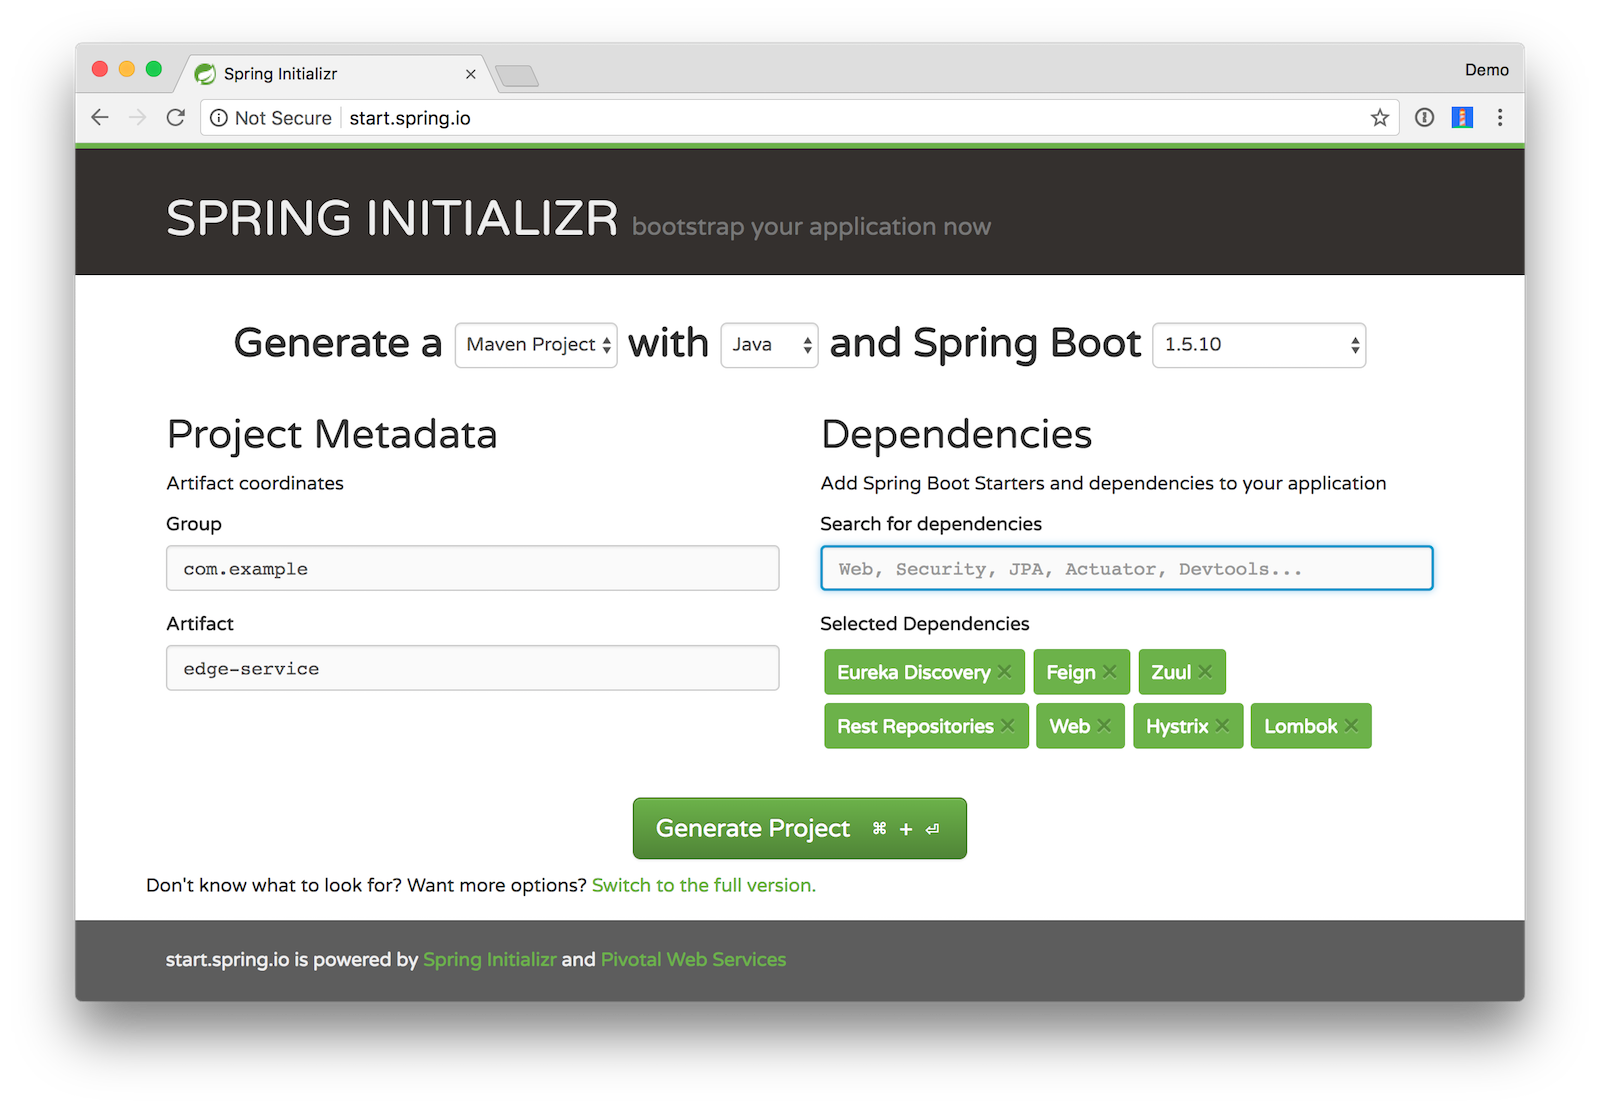 Spring Initializr
Demo
Not Secure start.spring.io
SPRING INITIALIZR bootstrap your application now
Generate a Maven Project with Java and Spring Boot 1.5.10
Project Metadata
Artifact coordinates
Group
com.example
Artifact
edge-service
Dependencies
Add Spring Boot Starters and dependencies to your application
Search for dependencies
Web, Security, JPA, Actuator, Devtools...
Selected Dependencies
Eureka Discovery × Feign × Zuul ×
Rest Repositories × Web × Hystrix × Lombok ×
Generate Project ⌘ + ⏎
Don't know what to look for? Want more options? Switch to the full version.
start.spring.io is powered by Spring Initializr and Pivotal Web Services